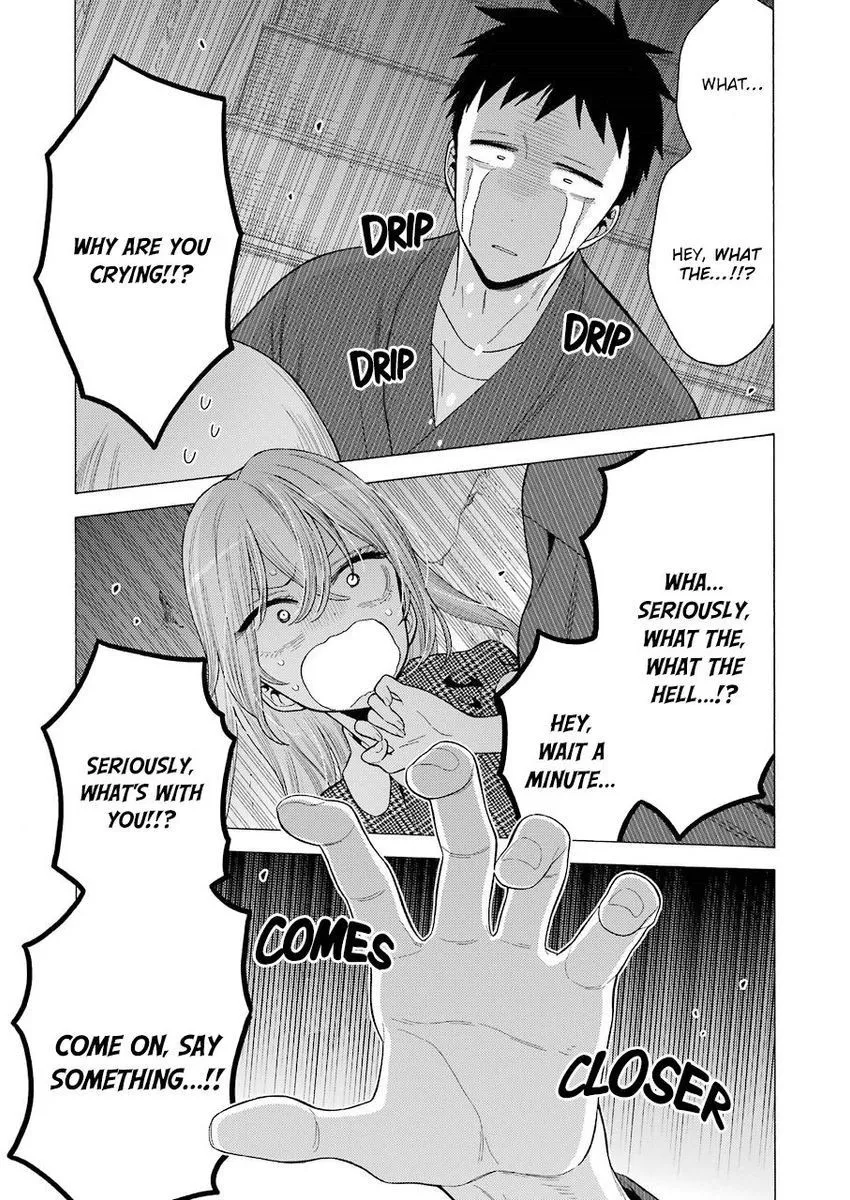 WHAT...
HEY, WHAT
THE...!!?
DRIP
DRIP
DRIP
WHY ARE YOU
CRYING!!?
WHA...
SERIOUSLY,
WHAT THE,
WHAT THE
HELL...!?
HEY,
WAIT A
MINUTE...
SERIOUSLY,
WHAT'S WITH
YOU!!?
COMES
CLOSER
COME ON, SAY
SOMETHING...!!